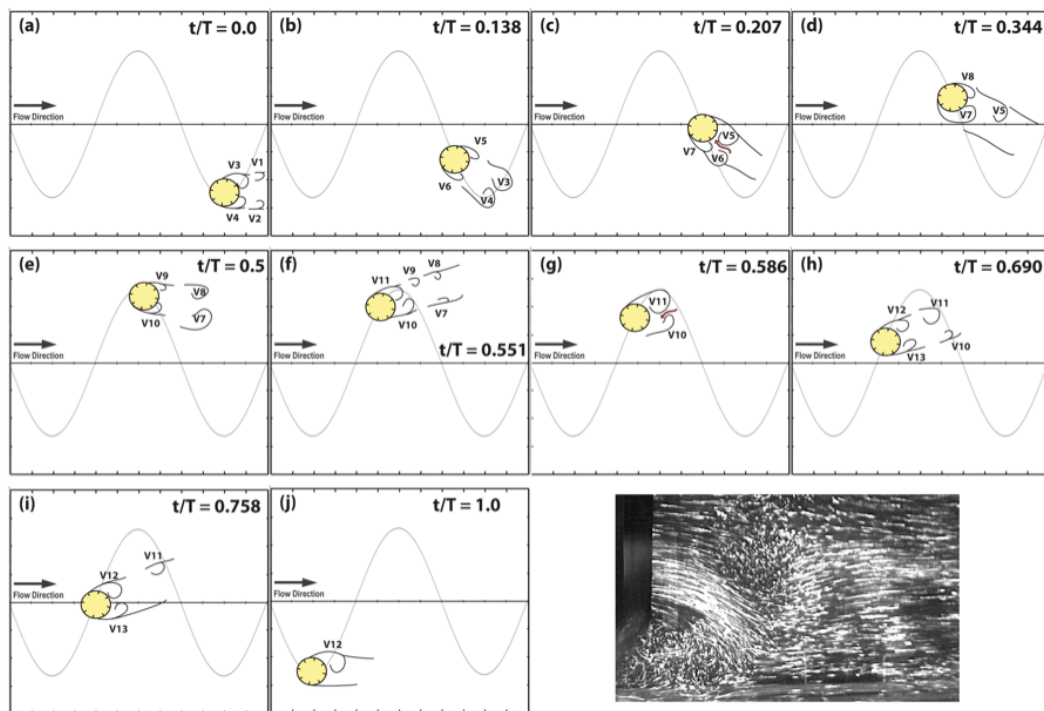 (a) t/T = 0.0
Flow Direction
V3 V1
V4 V2
(b) t/T = 0.138
Flow Direction
V5
V6 V3
V4
(c) t/T = 0.207
Flow Direction
V5
V7 V6
(d) t/T = 0.344
Flow Direction
V8
V7 V5
(e) t/T = 0.5
Flow Direction
V9
V8
V10 V7
(f)
V8
V9
V11
V10 V7
t/T = 0.551
Flow Direction
(g) t/T = 0.586
Flow Direction
V11
V10
(h) t/T = 0.690
Flow Direction
V12 V11
V13 V10
(i) t/T = 0.758
Flow Direction
V11
V12
V13
(j) t/T = 1.0
Flow Direction
V12